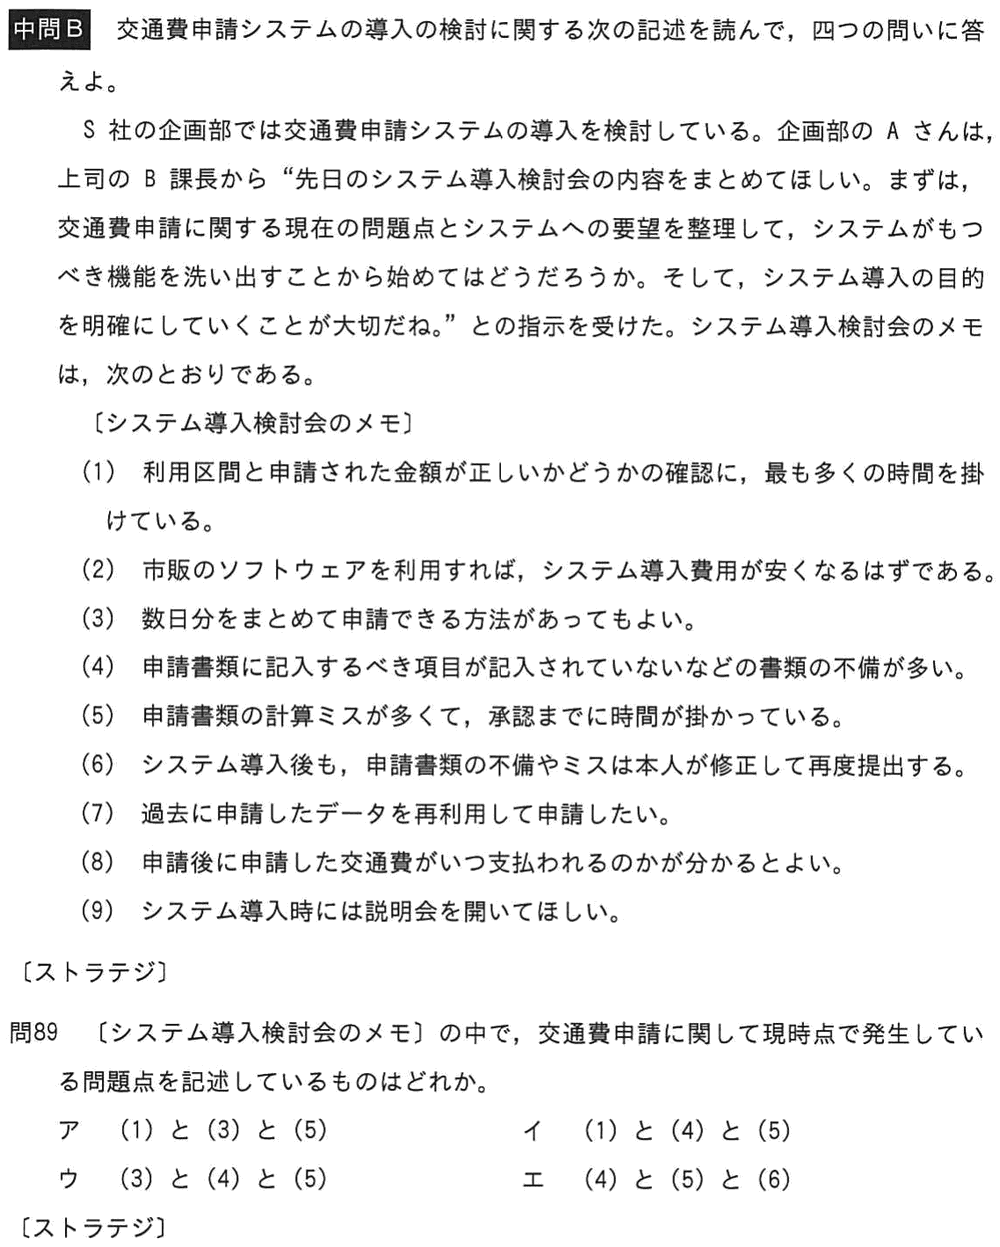 中問B 交通費申請システムの導入の検討に関する次の記述を読んで，四つの問いに答
えよ。
S 社の企画部では交通費申請システムの導入を検討している。企画部の A さんは，
上司の B 課長から“先日のシステム導入検討会の内容をまとめてほしい。まずは，
交通費申請に関する現在の問題点とシステムへの要望を整理して，システムがもつ
べき機能を洗い出すことから始めてはどうだろうか。そして，システム導入の目的
を明確にしていくことが大切だね。”との指示を受けた。システム導入検討会のメモ
は，次のとおりである。
〔システム導入検討会のメモ〕
(1) 利用区間と申請された金額が正しいかどうかの確認に，最も多くの時間を掛
けている。
(2) 市販のソフトウェアを利用すれば，システム導入費用が安くなるはずである。
(3) 数日分をまとめて申請できる方法があってもよい。
(4) 申請書類に記入するべき項目が記入されていないなどの書類の不備が多い。
(5) 申請書類の計算ミスが多くて，承認までに時間が掛かっている。
(6) システム導入後も，申請書類の不備やミスは本人が修正して再度提出する。
(7) 過去に申請したデータを再利用して申請したい。
(8) 申請後に申請した交通費がいつ支払われるのかが分かるとよい。
(9) システム導入時には説明会を開いてほしい。
〔ストラテジ〕
問89 〔システム導入検討会のメモ〕の中で，交通費申請に関して現時点で発生してい
る問題点を記述しているものはどれか。
ア (1) と (3) と (5) イ (1) と (4) と (5)
ウ (3) と (4) と (5) エ (4) と (5) と (6)
〔ストラテジ〕